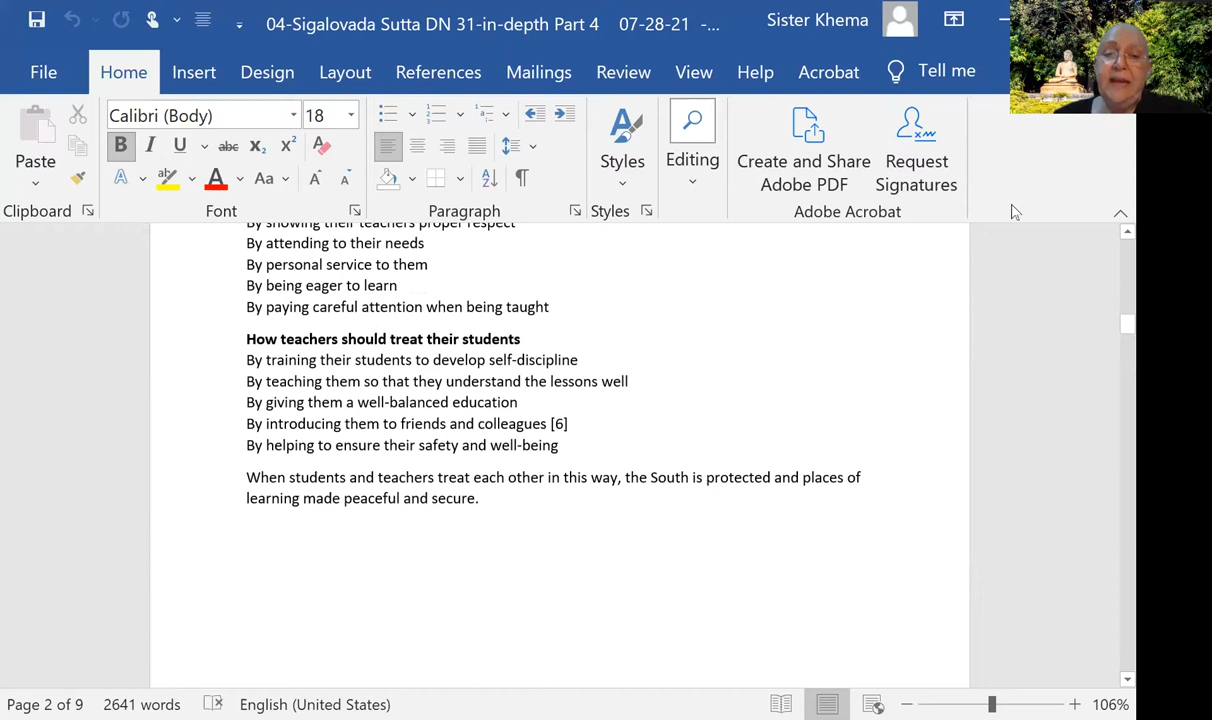 04-Sigalovada Sutta DN 31-in-depth Part 4 07-28-21 -...
Sister Khema
File Home Insert Design Layout References Mailings Review View Help Acrobat Tell me
Calibri (Body) 18
Paste
Styles
Editing
Create and Share
Adobe PDF
Request
Signatures
Clipboard Font Paragraph Styles Adobe Acrobat
By showing their teachers proper respect
By attending to their needs
By personal service to them
By being eager to learn
By paying careful attention when being taught
How teachers should treat their students
By training their students to develop self-discipline
By teaching them so that they understand the lessons well
By giving them a well-balanced education
By introducing them to friends and colleagues [6]
By helping to ensure their safety and well-being
When students and teachers treat each other in this way, the South is protected and places of
learning made peaceful and secure.
Page 2 of 9 2641 words English (United States) 106%